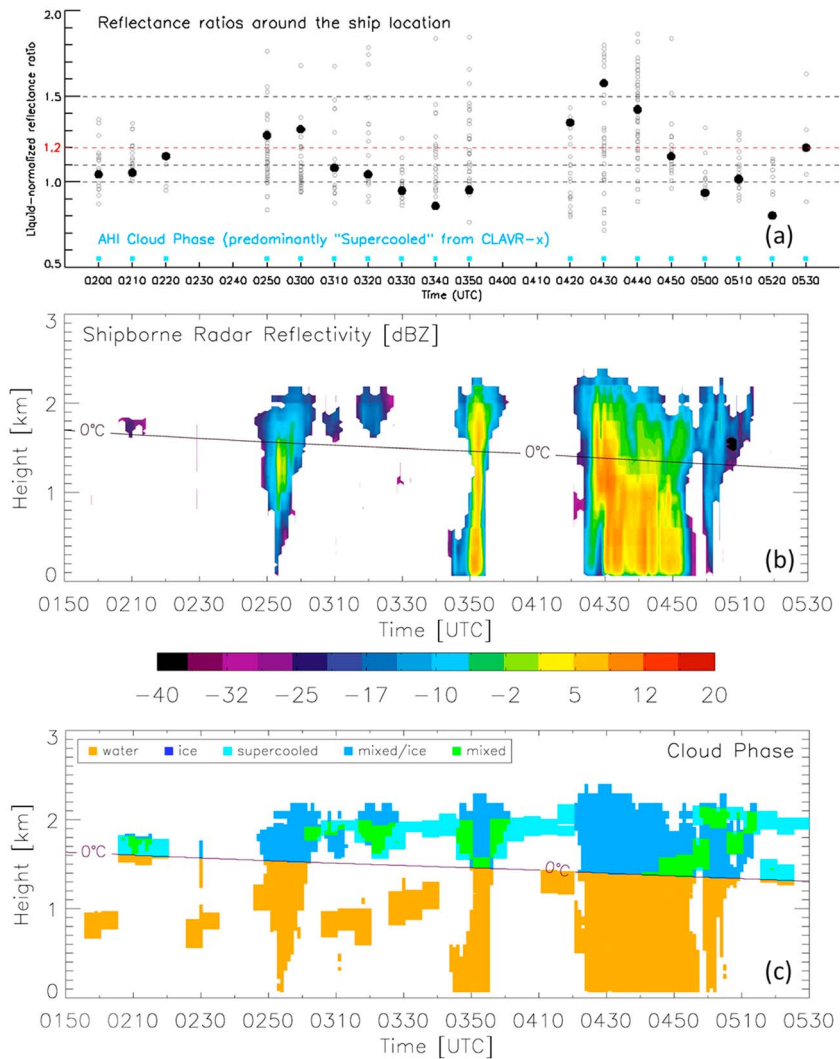 2.0
Reflectance ratios around the ship location
1.5
1.2
1.0
0.5
Liquid-normalized reflectance ratio
AHI Cloud Phase (predominantly "Supercooled" from CLAVR-x)
(a)
0200 0210 0220 0230 0240 0250 0300 0310 0320 0330 0340 0350 0400 0410 0420 0430 0440 0450 0500 0510 0520 0530
Time (UTC)
Shipborne Radar Reflectivity [dBZ]
3
2
1
0
Height [km]
0°C
0°C
(b)
0150 0210 0230 0250 0310 0330 0350 0410 0430 0450 0510 0530
Time [UTC]
−40 −32 −25 −17 −10 −2 5 12 20
water ice supercooled mixed/ice mixed
Cloud Phase
3
2
1
0
Height [km]
0°C
0°C
(c)
0150 0210 0230 0250 0310 0330 0350 0410 0430 0450 0510 0530
Time [UTC]